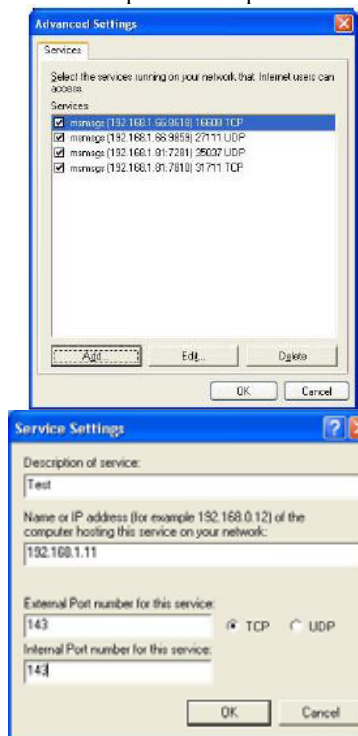 Advanced Settings
Services
Select the services running on your network that Internet users can
access.
Services
msmsgs (192.168.1.66:9618) 16608 TCP
msmsgs (192.168.1.66:9859) 27111 UDP
msmsgs (192.168.1.81:7281) 35037 UDP
msmsgs (192.168.1.81:7810) 31711 TCP
Add...
Edit...
Delete
OK
Cancel
Service Settings
Description of service:
Test
Name or IP address (for example 192.168.0.12) of the
computer hosting this service on your network:
192.168.1.11
External Port number for this service:
143
TCP
UDP
Internal Port number for this service:
143
OK
Cancel